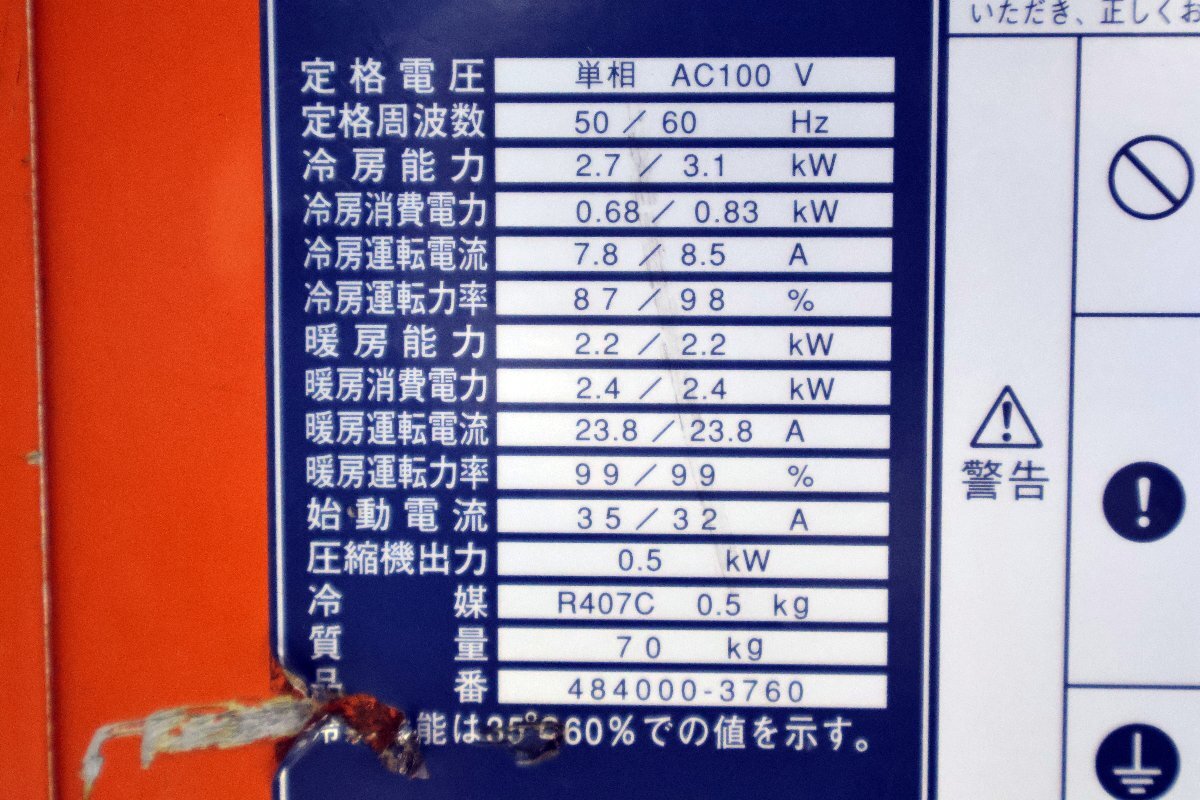 いただき、正しくお
定格電圧 単相 AC100 V
定格周波数 50／60 Hz
冷房能力 2.7／3.1 kW
冷房消費電力 0.68／0.83 kW
冷房運転電流 7.8／8.5 A
冷房運転力率 87／98 %
暖房能力 2.2／2.2 kW
暖房消費電力 2.4／2.4 kW
暖房運転電流 23.8／23.8 A
暖房運転力率 99／99 %
始動電流 35／32 A
圧縮機出力 0.5 kW
冷媒 R407C 0.5 kg
質量 70 kg
品番 484000-3760
能は35℃60%での値を示す。
警告